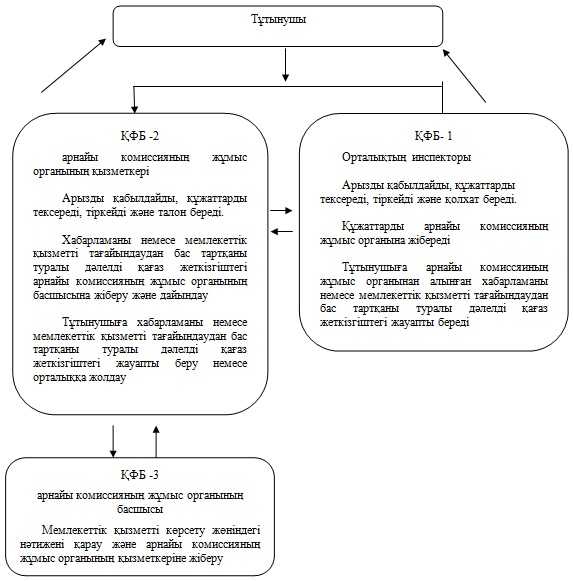 Тұтынушы
ҚФБ -2
арнайы комиссияның жұмыс
органының қызметкері
Арызды қабылдайды, құжаттарды
тексереді, тіркейді және талон береді.
Хабарламаны немесе мемлекеттік
қызметті тағайындаудан бас тартқаны
туралы дәлелді қағаз жеткізгіштегі
арнайы комиссияның жұмыс органының
басшысына жіберу және дайындау
Тұтынушыға хабарламаны немесе
мемлекеттік қызметті тағайындаудан бас
тартқаны туралы дәлелді қағаз
жеткізгіштегі жауапты беру немесе
орталыққа жолдау
ҚФБ- 1
Орталықтың инспекторы
Арызды қабылдайды, құжаттарды
тексереді, тіркейді және қолхат береді.
Құжаттарды арнайы комиссияның
жұмыс органына жібереді
Тұтынушыға арнайы комиссяиның
жұмыс органынан алынған хабарламаны
немесе мемлекеттік қызметті тағайындаудан
бас тартқаны туралы дәлелді қағаз
жеткізгіштегі жауапты береді
ҚФБ -3
арнайы комиссияның жұмыс органының
басшысы
Мемлекеттік қызметті көрсету жөніндегі
нәтижені қарау және арнайы комиссияның
жұмыс органының қызметкеріне жіберу